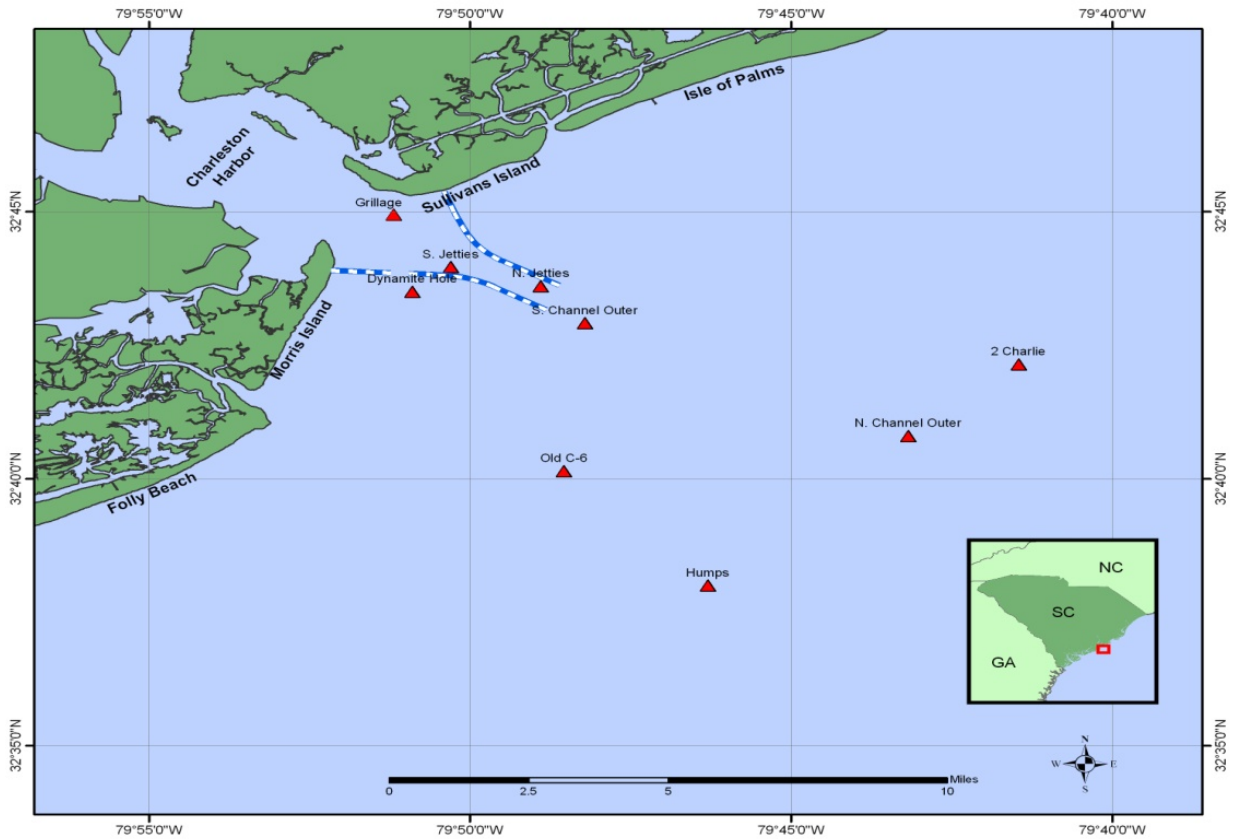 79°55'0"W
79°50'0"W
79°45'0"W
79°40'0"W
Isle of Palms
Charleston
Harbor
Sullivans Island
32°45'N
32°45'N
Grillage
S. Jetties
N. Jetties
Dynamite Hole
S. Channel Outer
Morris Island
2 Charlie
N. Channel Outer
Old C-6
32°40'0"N
32°40'0"N
Folly Beach
Humps
NC
SC
GA
32°35'0"N
32°35'0"N
N
W
E
S
Miles
0
2.5
5
10
79°55'0"W
79°50'0"W
79°45'0"W
79°40'0"W